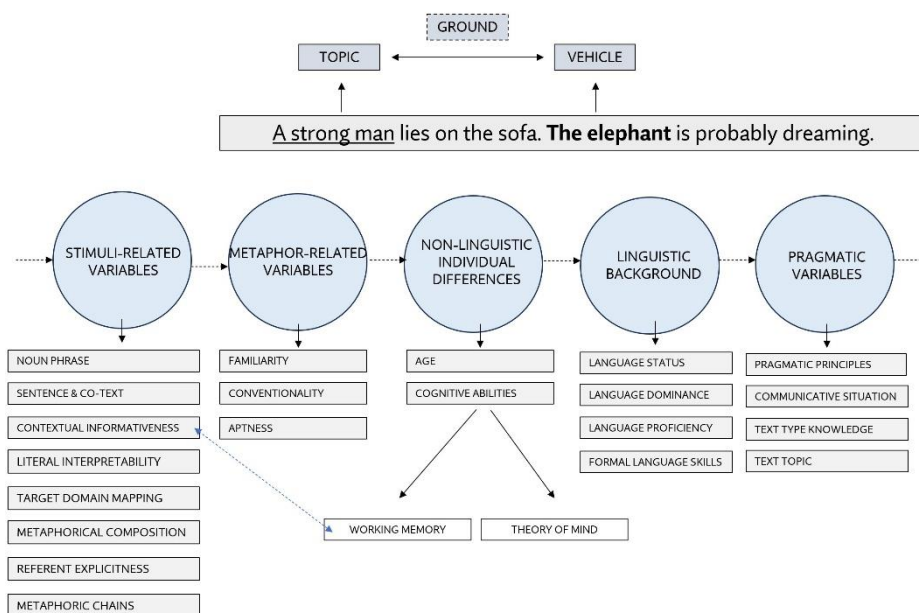 GROUND
TOPIC
VEHICLE
A strong man lies on the sofa. The elephant is probably dreaming.
STIMULI-RELATED
VARIABLES
METAPHOR-RELATED
VARIABLES
NON-LINGUISTIC
INDIVIDUAL
DIFFERENCES
LINGUISTIC
BACKGROUND
PRAGMATIC
VARIABLES
NOUN PHRASE
SENTENCE & CO-TEXT
CONTEXTUAL INFORMATIVENESS
LITERAL INTERPRETABILITY
TARGET DOMAIN MAPPING
METAPHORICAL COMPOSITION
REFERENT EXPLICITNESS
METAPHORIC CHAINS
FAMILIARITY
CONVENTIONALITY
APTNESS
AGE
COGNITIVE ABILITIES
WORKING MEMORY
THEORY OF MIND
LANGUAGE STATUS
LANGUAGE DOMINANCE
LANGUAGE PROFICIENCY
FORMAL LANGUAGE SKILLS
PRAGMATIC PRINCIPLES
COMMUNICATIVE SITUATION
TEXT TYPE KNOWLEDGE
TEXT TOPIC